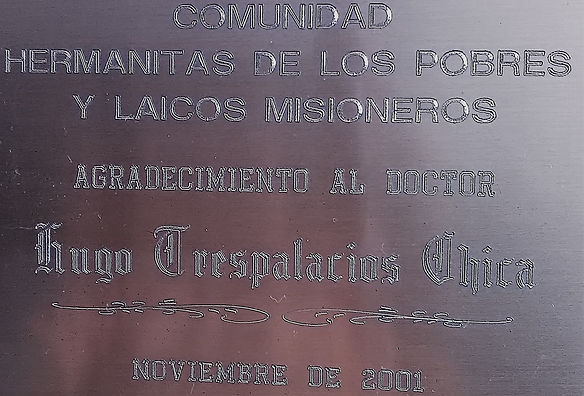 COMUNIDAD
HERMANITAS DE LOS POBRES
Y LAICOS MISIONEROS
AGRADECIMIENTO AL DOCTOR
Hugo Trespalacios Chica
NOVIEMBRE DE 2001